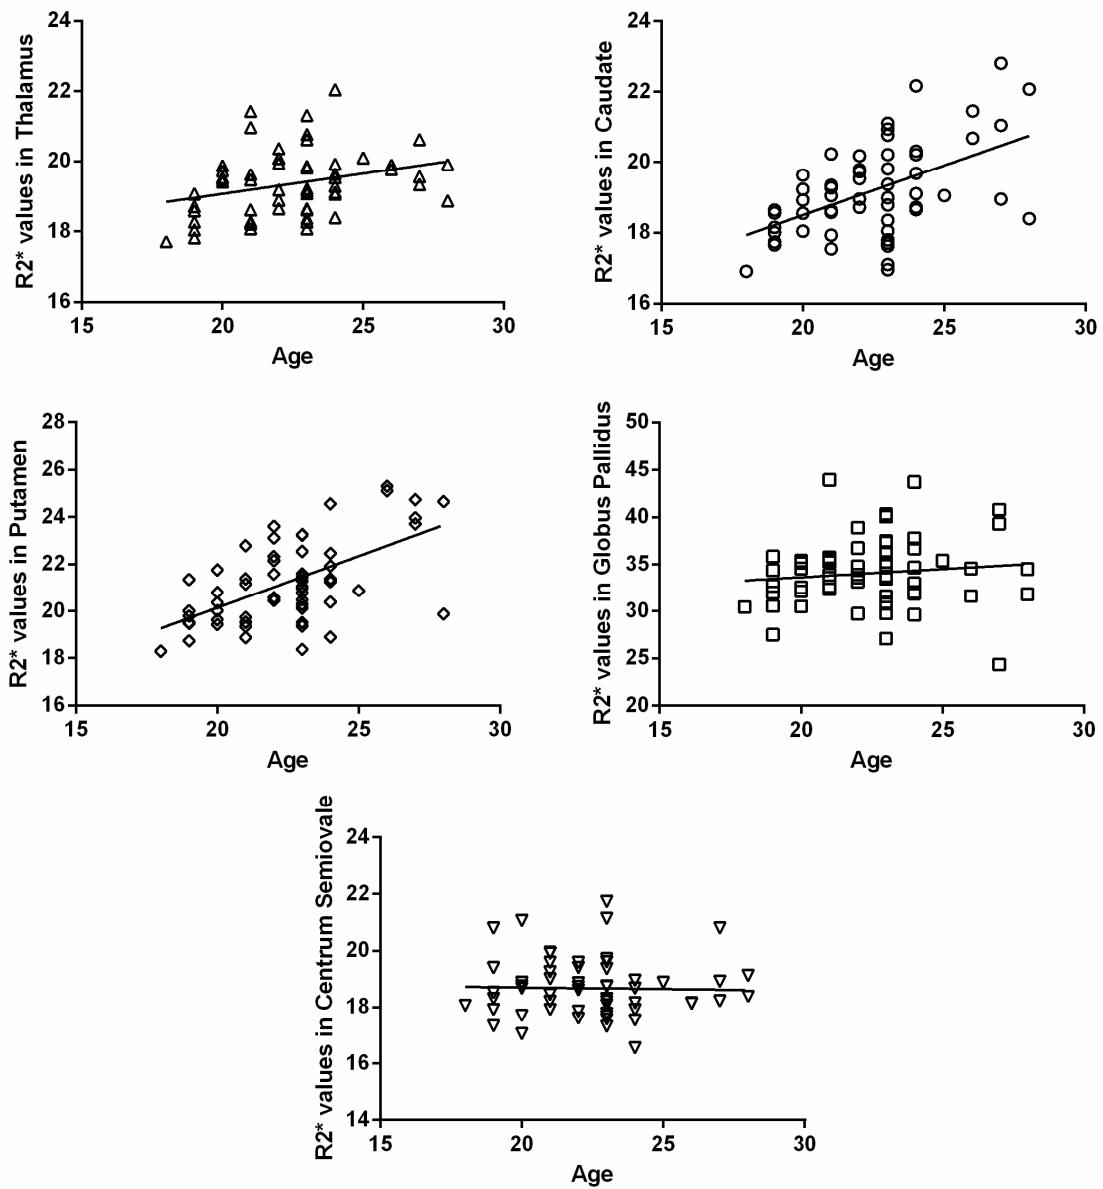 R2* values in Thalamus
24
22
20
18
16
15 20 25 30
Age
R2* values in Caudate
24
22
20
18
16
15 20 25 30
Age
R2* values in Putamen
28
26
24
22
20
18
16
15 20 25 30
Age
R2* values in Globus Pallidus
50
45
40
35
30
25
20
15 20 25 30
Age
R2* values in Centrum Semiovale
24
22
20
18
16
14
15 20 25 30
Age